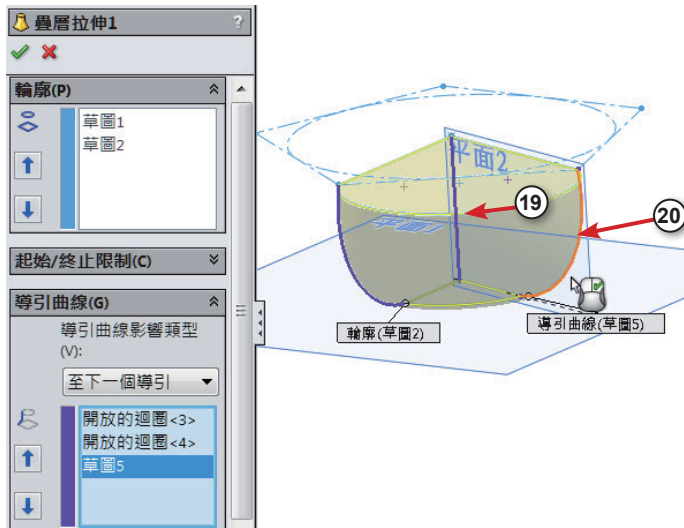 疊層拉伸1
?
輪廓(P)
草圖1
草圖2
起始/終止限制(C)
導引曲線(G)
導引曲線影響類型
(V):
至下一個導引
開放的迴圈<3>
開放的迴圈<4>
草圖5
平面2
平面1
19
20
輪廓(草圖2)
導引曲線(草圖5)